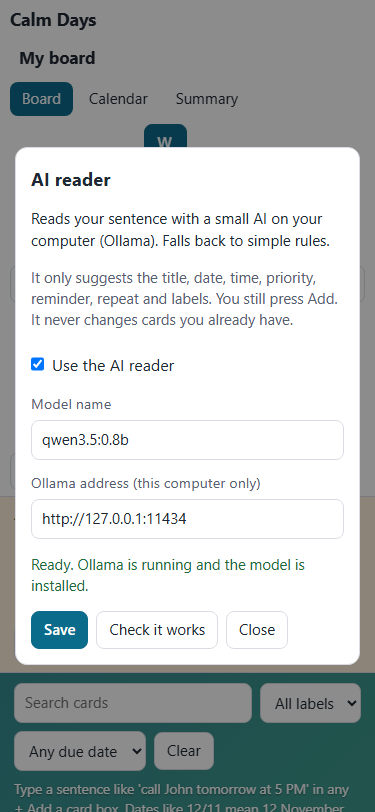 Calm Days
My board
Board Calendar Summary
W
AI reader
Reads your sentence with a small AI on your
computer (Ollama). Falls back to simple rules.
It only suggests the title, date, time, priority,
reminder, repeat and labels. You still press Add.
It never changes cards you already have.
Use the AI reader
Model name
qwen3.5:0.8b
Ollama address (this computer only)
http://127.0.0.1:11434
Ready. Ollama is running and the model is
installed.
Save Check it works Close
Search cards All labels
Any due date Clear
Type a sentence like 'call John tomorrow at 5 PM' in any
+ Add a card box. Dates like 12/11 mean 12 November